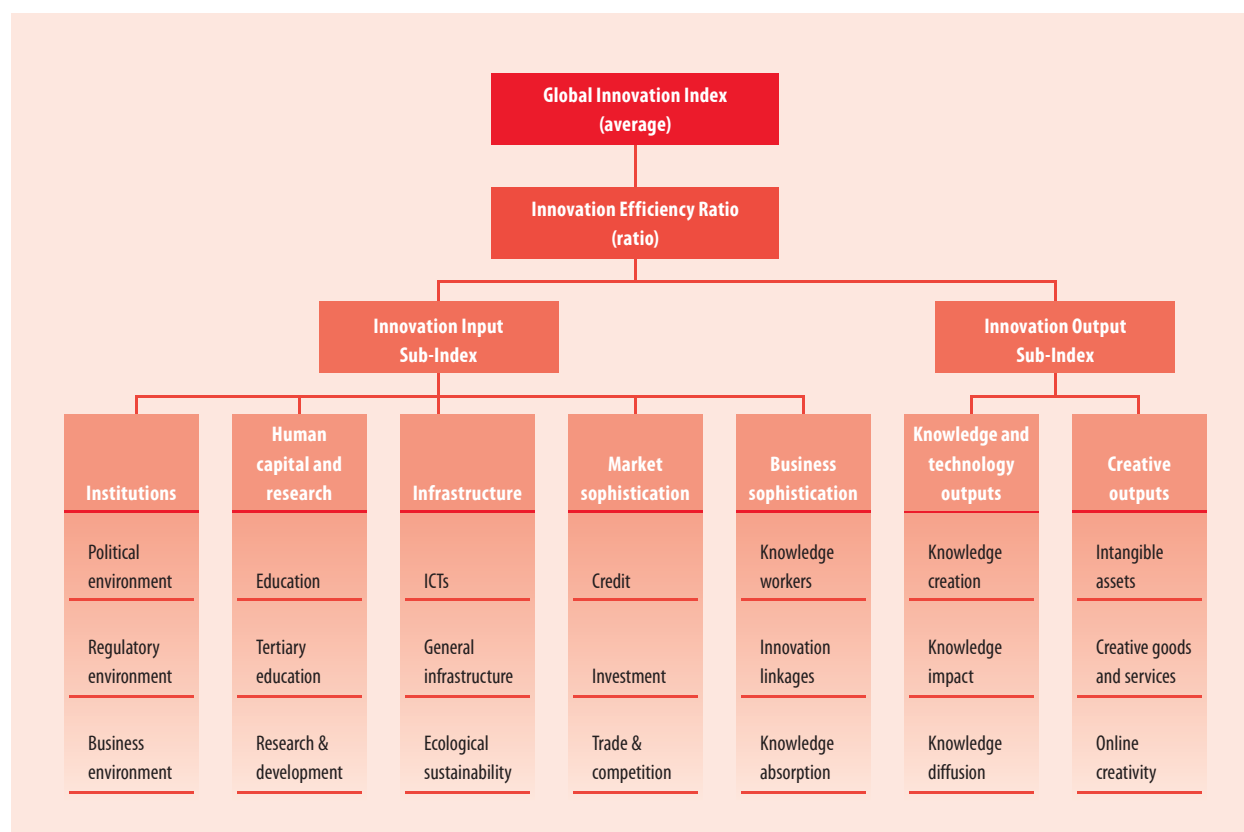 Global Innovation Index
(average)
Innovation Efficiency Ratio
(ratio)
Innovation Input
Sub-Index
Innovation Output
Sub-Index
Institutions
Political
environment
Regulatory
environment
Business
environment
Human
capital and
research
Education
Tertiary
education
Research &
development
Infrastructure
ICTs
General
infrastructure
Ecological
sustainability
Market
sophistication
Credit
Investment
Trade &
competition
Business
sophistication
Knowledge
workers
Innovation
linkages
Knowledge
absorption
Knowledge and
technology
outputs
Knowledge
creation
Knowledge
impact
Knowledge
diffusion
Creative
outputs
Intangible
assets
Creative goods
and services
Online
creativity